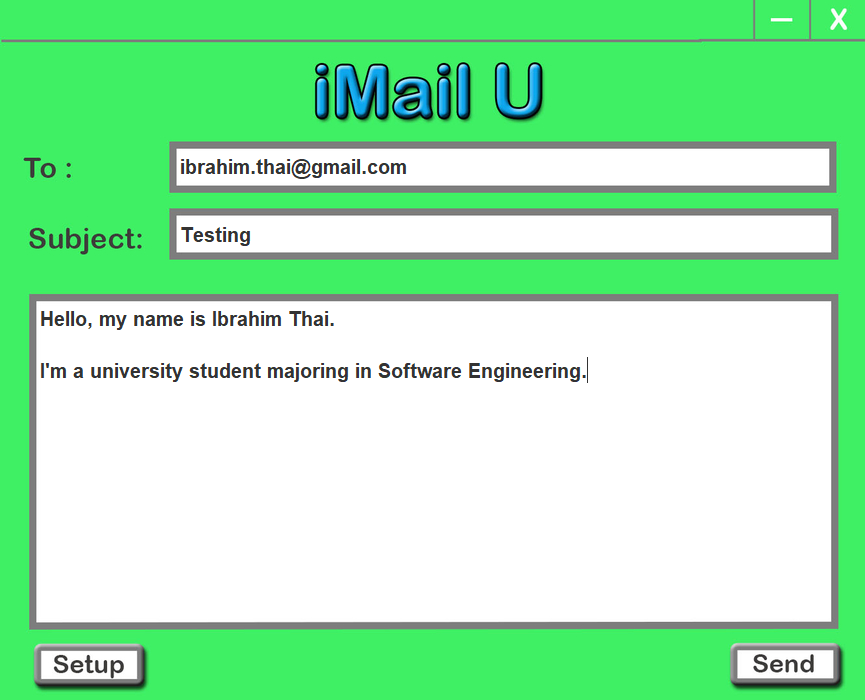 X
iMail U
To : ibrahim.thai@gmail.com
Subject: Testing
Hello, my name is Ibrahim Thai.
I'm a university student majoring in Software Engineering.
Setup Send